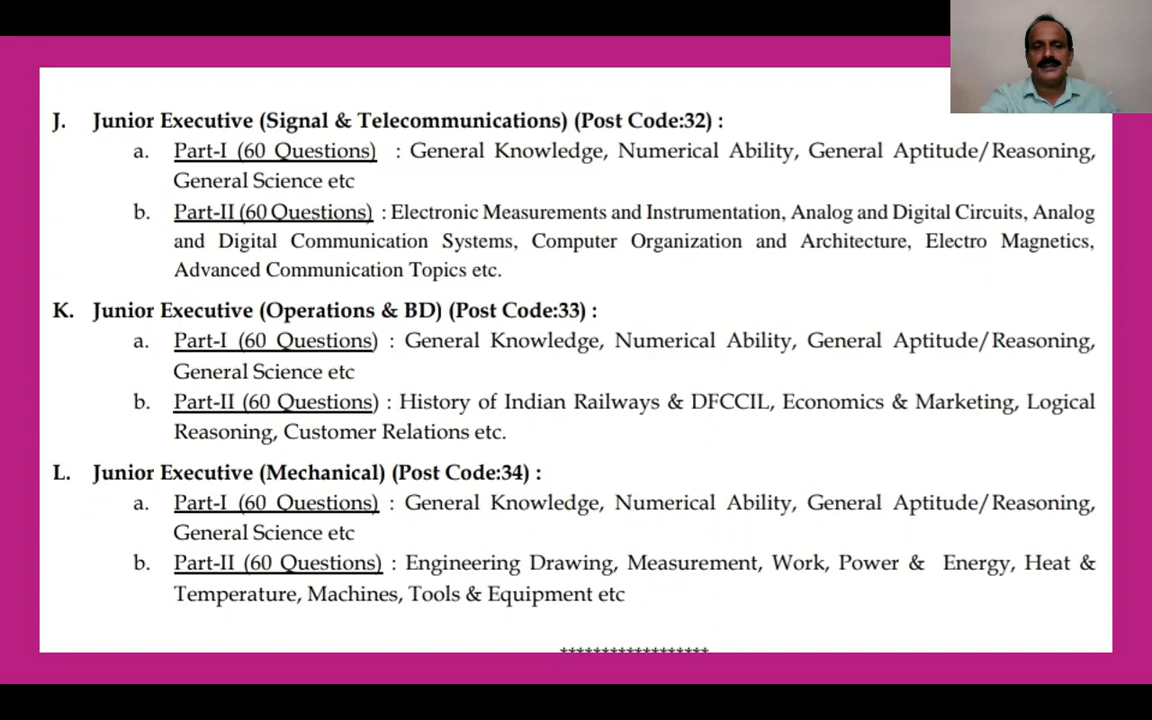 J. Junior Executive (Signal & Telecommunications) (Post Code:32) :
a. Part-I (60 Questions) : General Knowledge, Numerical Ability, General Aptitude/Reasoning,
General Science etc
b. Part-II (60 Questions) : Electronic Measurements and Instrumentation, Analog and Digital Circuits, Analog
and Digital Communication Systems, Computer Organization and Architecture, Electro Magnetics,
Advanced Communication Topics etc.
K. Junior Executive (Operations & BD) (Post Code:33) :
a. Part-I (60 Questions) : General Knowledge, Numerical Ability, General Aptitude/Reasoning,
General Science etc
b. Part-II (60 Questions) : History of Indian Railways & DFCCIL, Economics & Marketing, Logical
Reasoning, Customer Relations etc.
L. Junior Executive (Mechanical) (Post Code:34) :
a. Part-I (60 Questions) : General Knowledge, Numerical Ability, General Aptitude/Reasoning,
General Science etc
b. Part-II (60 Questions) : Engineering Drawing, Measurement, Work, Power & Energy, Heat &
Temperature, Machines, Tools & Equipment etc
******************